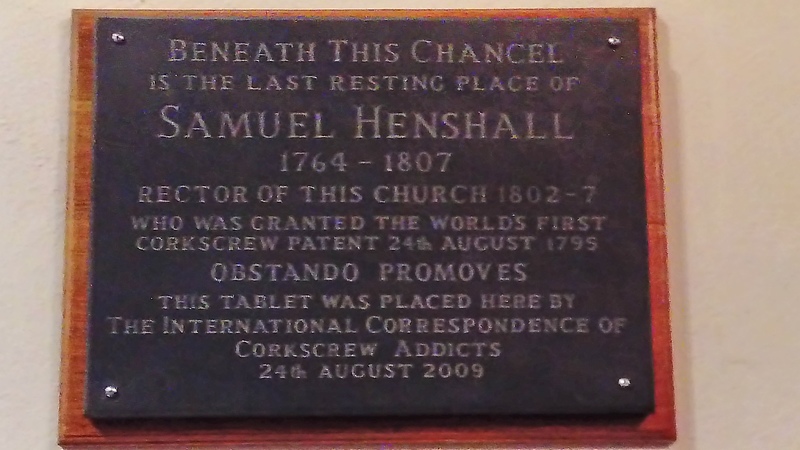 BENEATH THIS CHANCEL
IS THE LAST RESTING PLACE OF
SAMUEL HENSHALL
1764 - 1807
RECTOR OF THIS CHURCH 1802-7
WHO WAS GRANTED THE WORLD'S FIRST
CORKSCREW PATENT 24th AUGUST 1795
OBSTANDO PROMOVES
THIS TABLET WAS PLACED HERE BY
THE INTERNATIONAL CORRESPONDENCE OF
CORKSCREW ADDICTS
24th AUGUST 2009